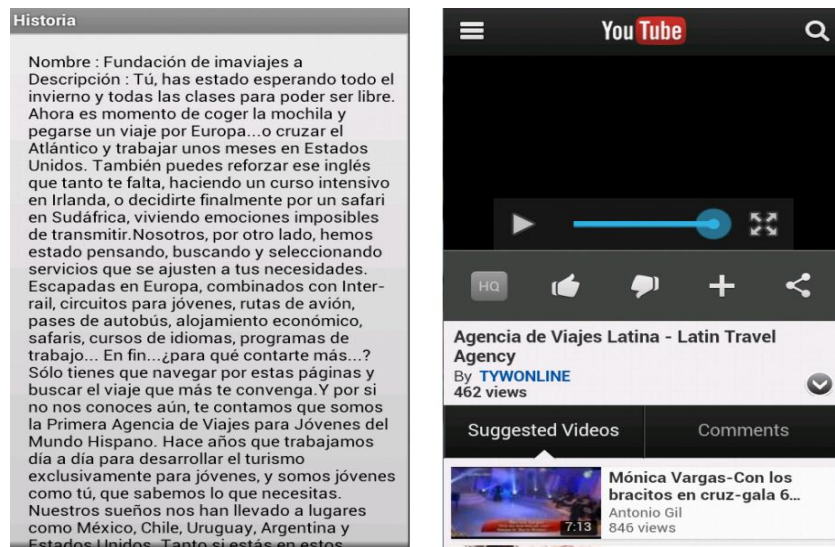 Historia
Nombre : Fundación de imaviajes a
Descripción : Tú, has estado esperando todo el
invierno y todas las clases para poder ser libre.
Ahora es momento de coger la mochila y
pegarse un viaje por Europa...o cruzar el
Atlántico y trabajar unos meses en Estados
Unidos. También puedes reforzar ese inglés
que tanto te falta, haciendo un curso intensivo
en Irlanda, o decidirte finalmente por un safari
en Sudáfrica, viviendo emociones imposibles
de transmitir.Nosotros, por otro lado, hemos
estado pensando, buscando y seleccionando
servicios que se ajusten a tus necesidades.
Escapadas en Europa, combinados con Inter-
rail, circuitos para jóvenes, rutas de avión,
pases de autobús, alojamiento económico,
safaris, cursos de idiomas, programas de
trabajo... En fin...¿para qué contarte más...?
Sólo tienes que navegar por estas páginas y
buscar el viaje que más te convenga.Y por si
no nos conoces aún, te contamos que somos
la Primera Agencia de Viajes para Jóvenes del
Mundo Hispano. Hace años que trabajamos
día a día para desarrollar el turismo
exclusivamente para jóvenes, y somos jóvenes
como tú, que sabemos lo que necesitas.
Nuestros sueños nos han llevado a lugares
como México, Chile, Uruguay, Argentina y
Estados Unidos. Tanto si estás en estos
YouTube
HQ
Agencia de Viajes Latina - Latin Travel
Agency
By TYWONLINE
462 views
Suggested Videos Comments
Mónica Vargas-Con los
bracitos en cruz-gala 6...
Antonio Gil
7:13 846 views